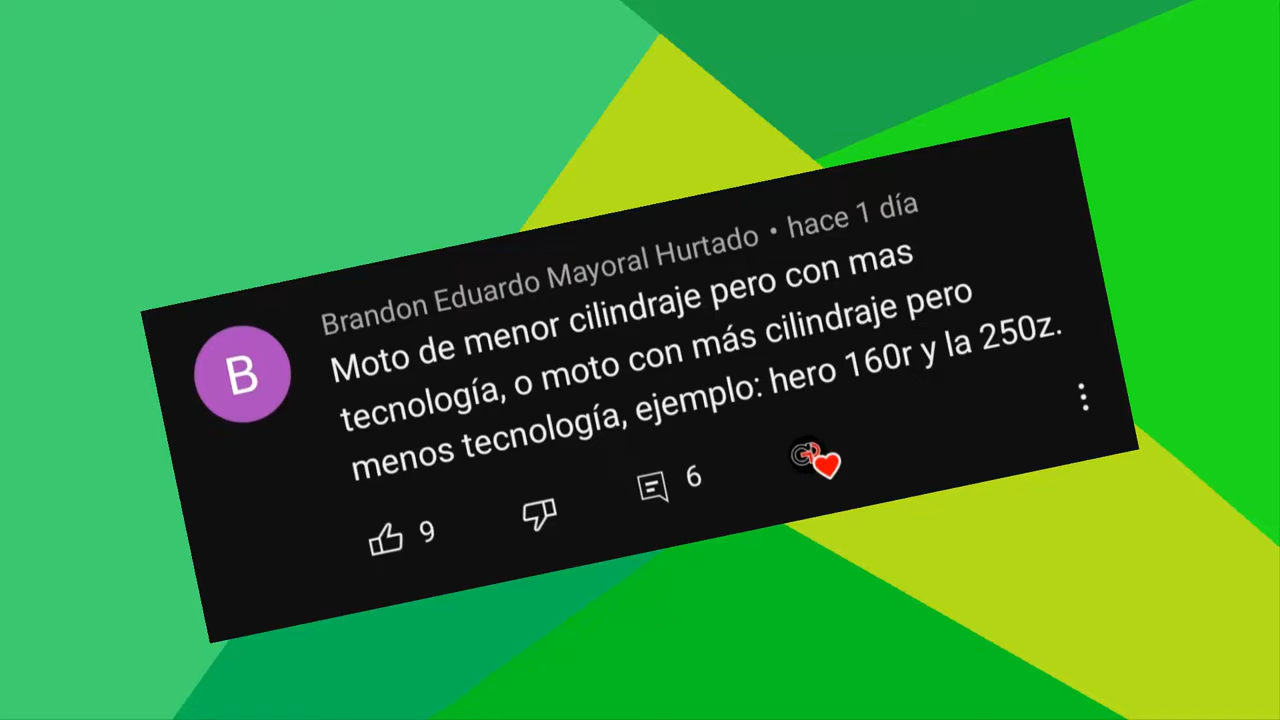 Brandon Eduardo Mayoral Hurtado • hace 1 día
B
Moto de menor cilindraje pero con mas
tecnología, o moto con más cilindraje pero
menos tecnología, ejemplo: hero 160r y la 250z.
9
6